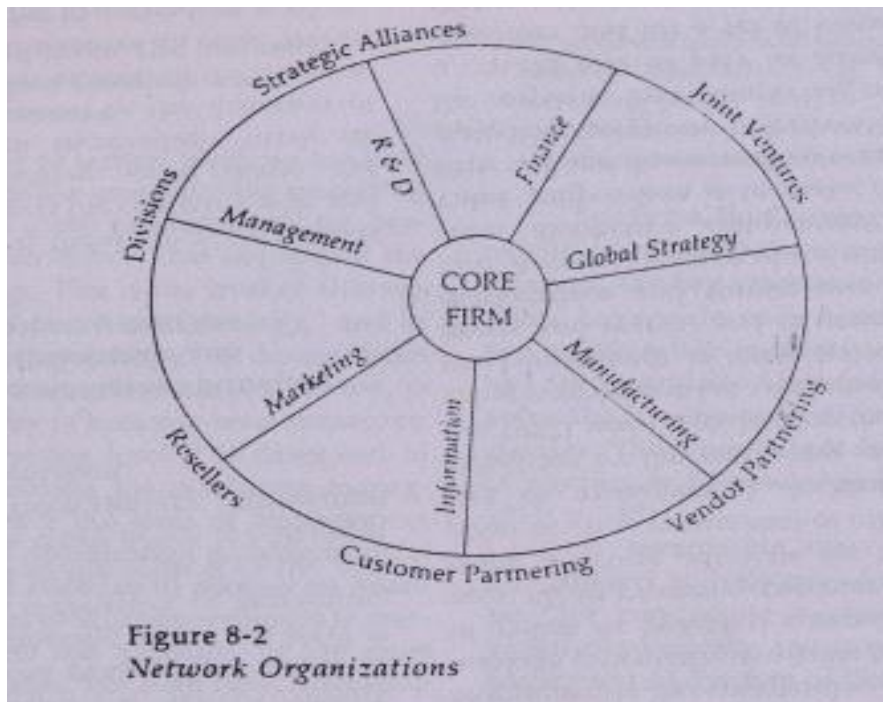 Strategic Alliances
Joint Ventures
Divisions
R & D
Finance
Management
Global Strategy
CORE
FIRM
Marketing
Manufacturing
Information
Resellers
Vendor Partnering
Customer Partnering
Figure 8-2
Network Organizations